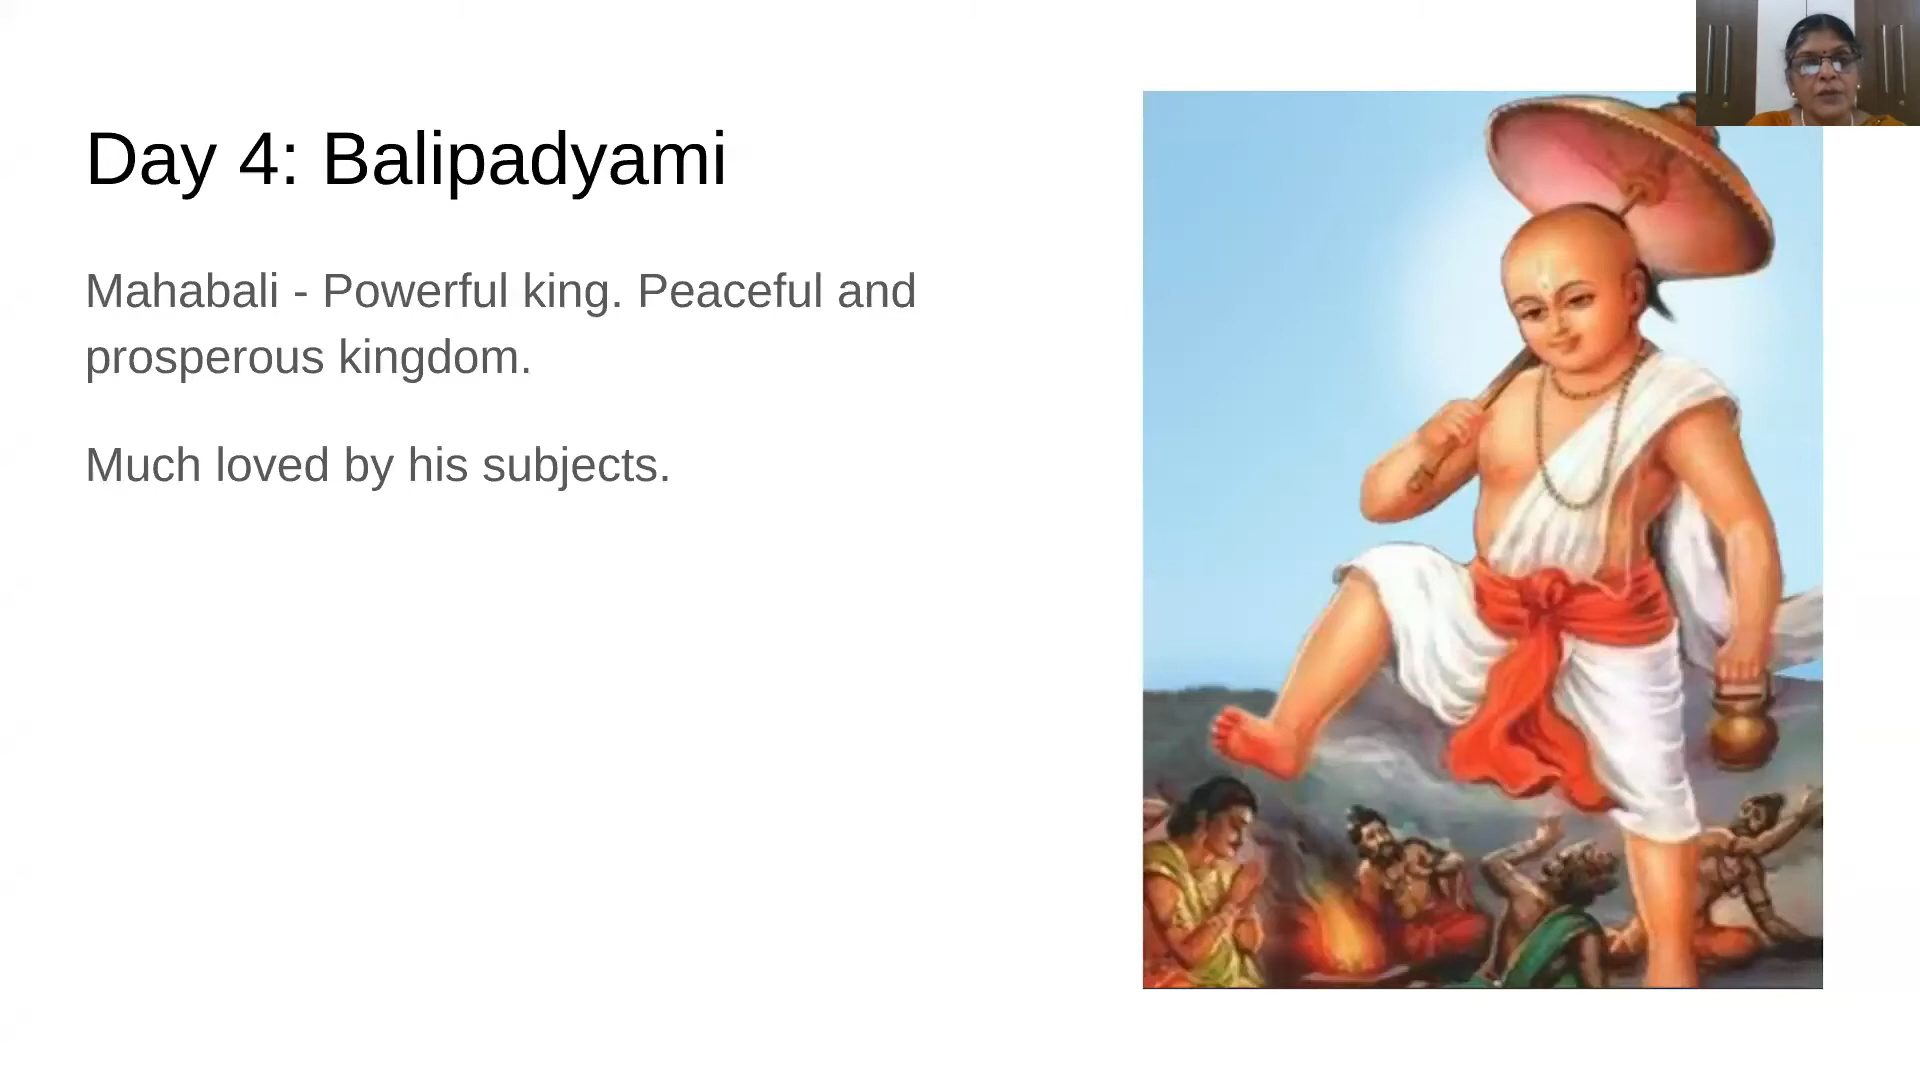 Day 4: Balipadyami
Mahabali - Powerful king. Peaceful and
prosperous kingdom.
Much loved by his subjects.